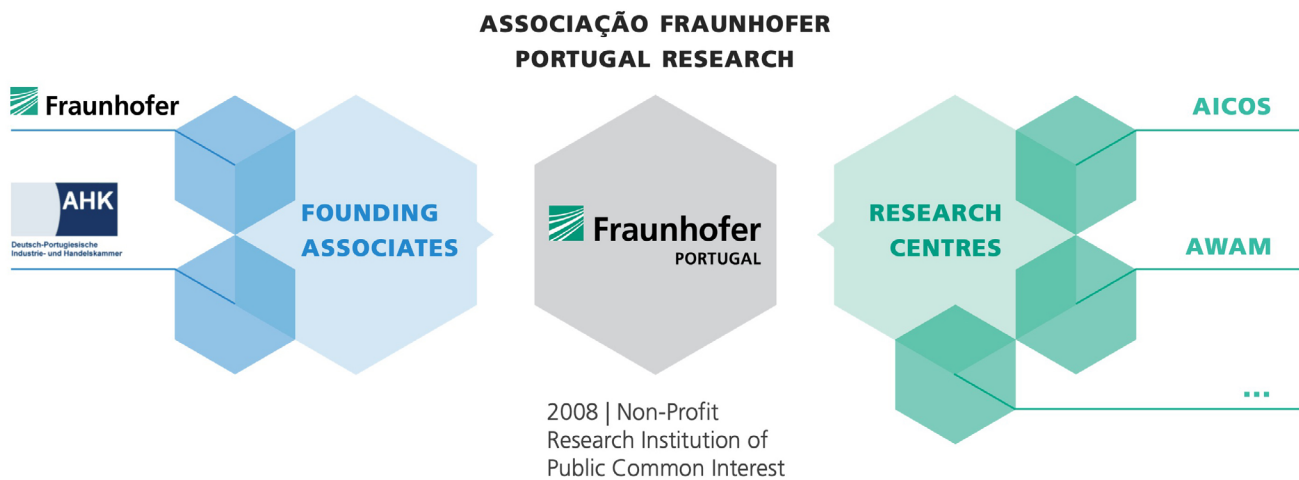 ASSOCIAÇÃO FRAUNHOFER
PORTUGAL RESEARCH
Fraunhofer
AHK
Deutsch-Portugiesische
Industrie- und Handelskammer
FOUNDING
ASSOCIATES
Fraunhofer
PORTUGAL
2008 | Non-Profit
Research Institution of
Public Common Interest
RESEARCH
CENTRES
AICOS
AWAM
...